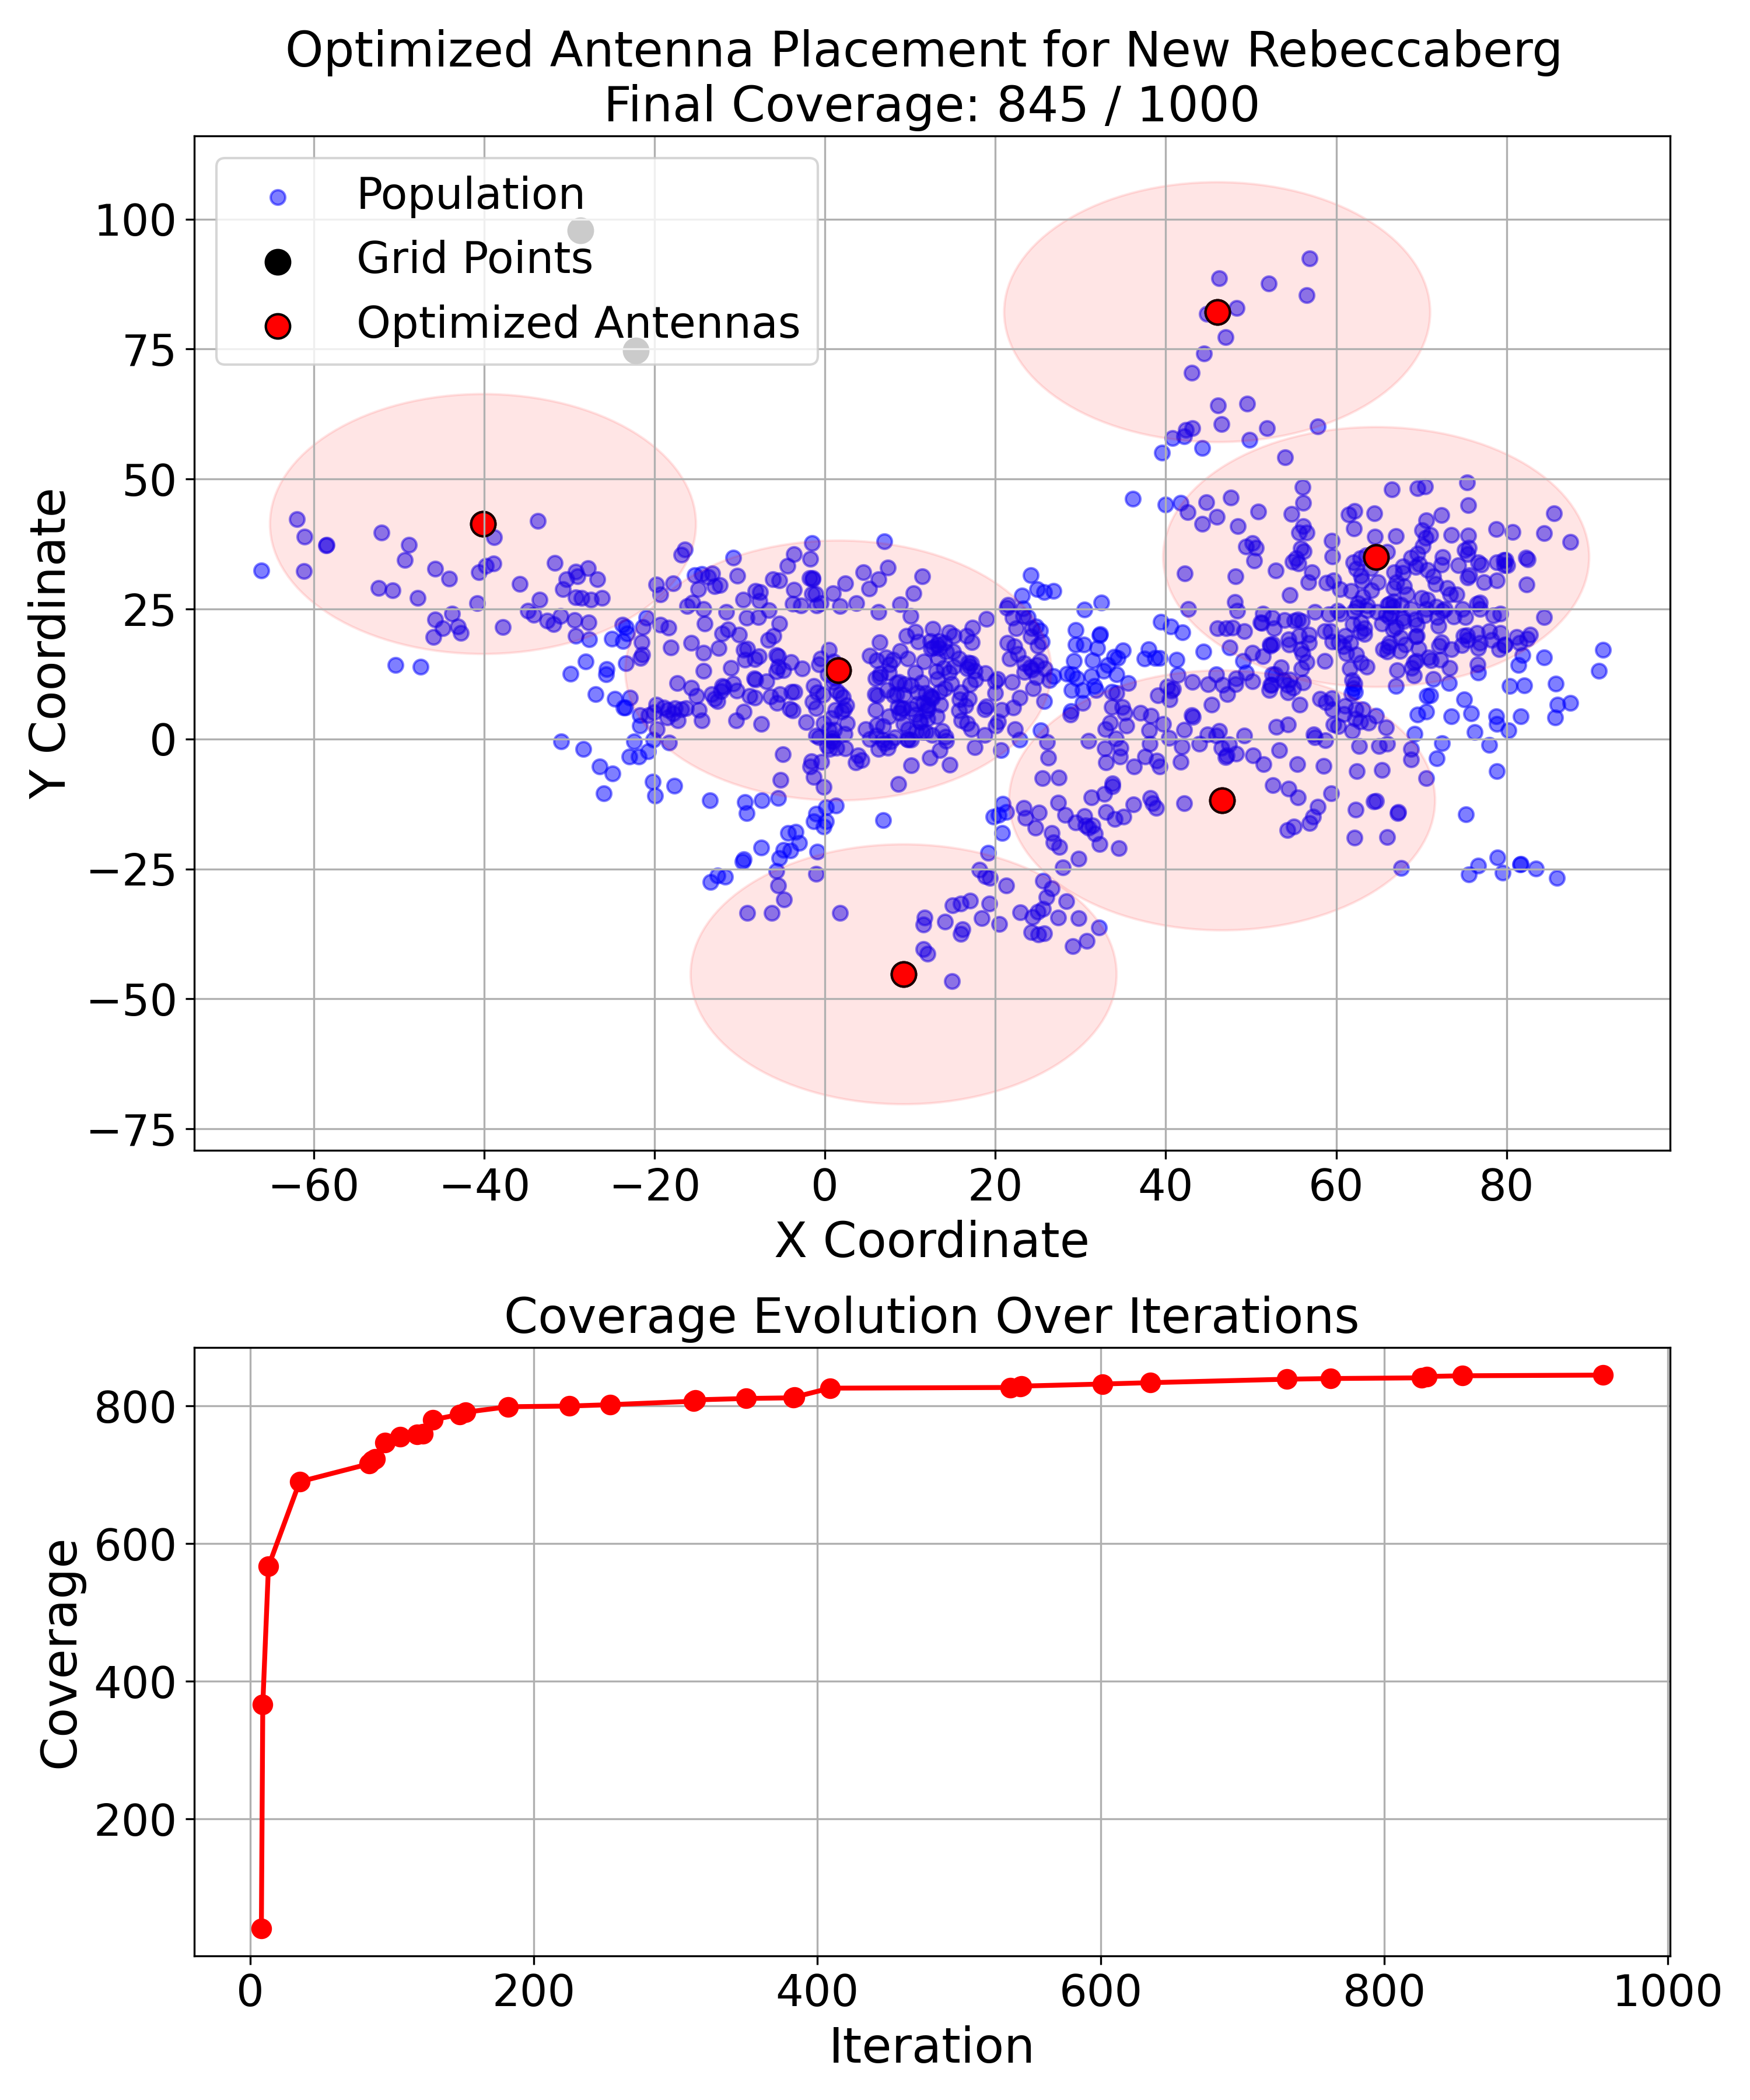 Optimized Antenna Placement for New Rebeccaberg
Final Coverage: 845 / 1000
Population
Grid Points
Optimized Antennas
Y Coordinate
100
75
50
25
0
−25
−50
−75
−60 −40 −20 0 20 40 60 80
X Coordinate
Coverage Evolution Over Iterations
Coverage
800
600
400
200
0 200 400 600 800 1000
Iteration